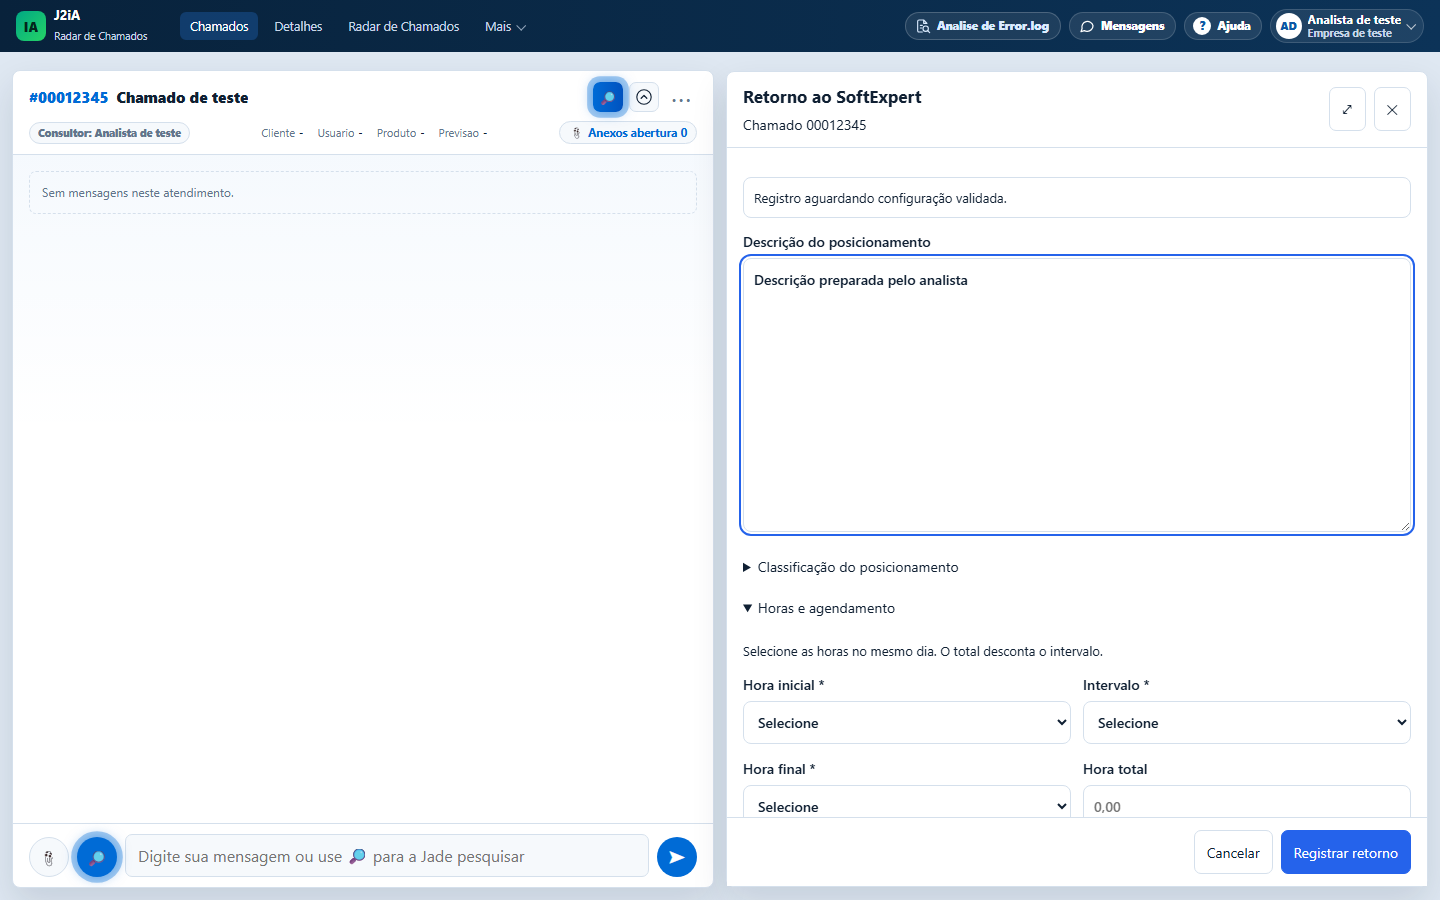 IA
J2iA
Radar de Chamados
Chamados
Detalhes
Radar de Chamados
Mais
Analise de Error.log
Mensagens
? Ajuda
AD
Analista de teste
Empresa de teste
#00012345 Chamado de teste
...
Consultor: Analista de teste
Cliente -
Usuario -
Produto -
Previsao -
Anexos abertura 0
Sem mensagens neste atendimento.
Digite sua mensagem ou use 🔎 para a Jade pesquisar
Retorno ao SoftExpert
Chamado 00012345
Registro aguardando configuração validada.
Descrição do posicionamento
Descrição preparada pelo analista
Classificação do posicionamento
Horas e agendamento
Selecione as horas no mesmo dia. O total desconta o intervalo.
Hora inicial *
Intervalo *
Selecione
Selecione
Hora final *
Hora total
Selecione
0,00
Cancelar
Registrar retorno